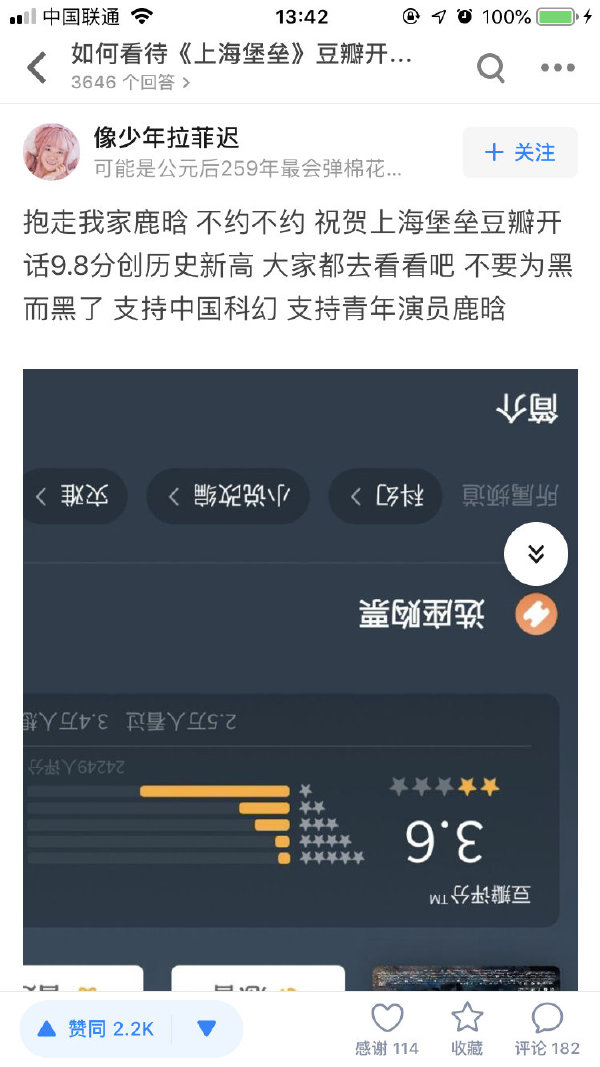 中国联通
13:42
100%
如何看待《上海堡垒》豆瓣开...
3646 个回答 >
像少年拉菲迟
可能是公元后259年最会弹棉花...
+ 关注
抱走我家鹿晗 不约不约 祝贺上海堡垒豆瓣开
话9.8分创历史新高 大家都去看看吧 不要为黑
而黑了 支持中国科幻 支持青年演员鹿晗
简介
所属频道 科幻 > 小说改编 > 灾难 >
选座购票
2.5万人看过 3.4万人想
24249人评分
3.6
豆瓣评分™
赞同 2.2K
感谢 114
收藏
评论 182